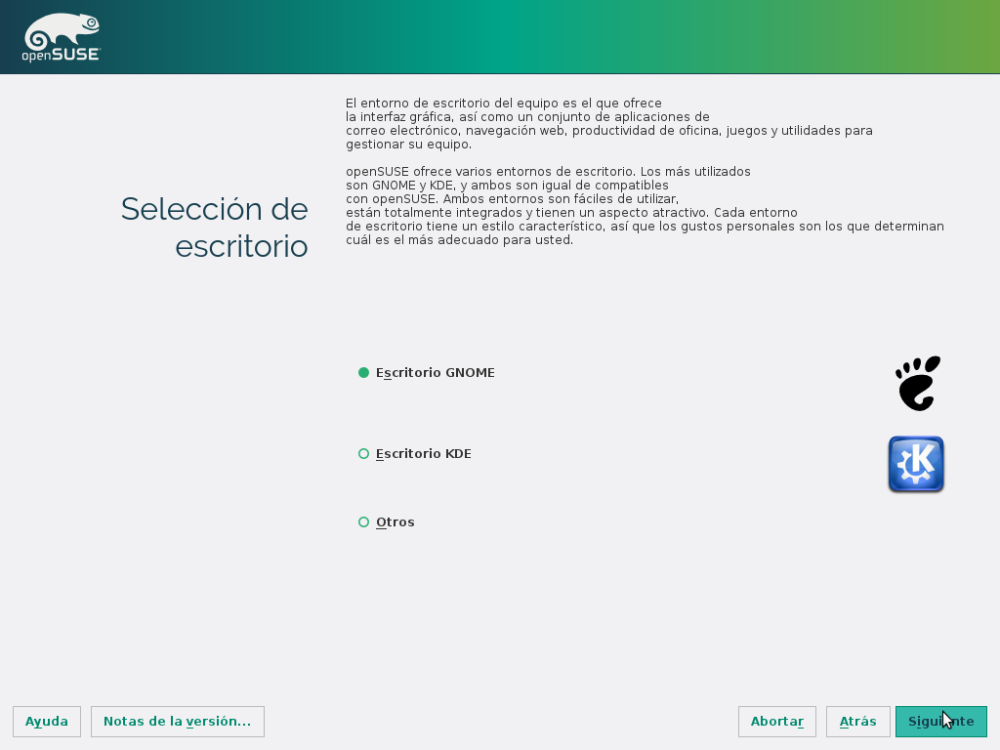 openSUSE
El entorno de escritorio del equipo es el que ofrece
la interfaz gráfica, así como un conjunto de aplicaciones de
correo electrónico, navegación web, productividad de oficina, juegos y utilidades para
gestionar su equipo.
openSUSE ofrece varios entornos de escritorio. Los más utilizados
son GNOME y KDE, y ambos son igual de compatibles
con openSUSE. Ambos entornos son fáciles de utilizar,
están totalmente integrados y tienen un aspecto atractivo. Cada entorno
de escritorio tiene un estilo característico, así que los gustos personales son los que determinan
cuál es el más adecuado para usted.
Selección de
escritorio
Escritorio GNOME
Escritorio KDE
Otros
Ayuda
Notas de la versión...
Abortar
Atrás
Siguiente